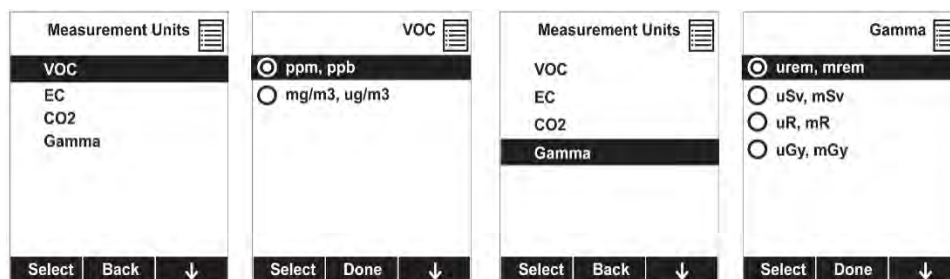 Measurement Units
VOC
EC
CO2
Gamma
Select Back ↓
VOC
ppm, ppb
mg/m3, ug/m3
Select Done ↓
Measurement Units
VOC
EC
CO2
Gamma
Select Back ↓
Gamma
urem, mrem
uSv, mSv
uR, mR
uGy, mGy
Select Done ↓